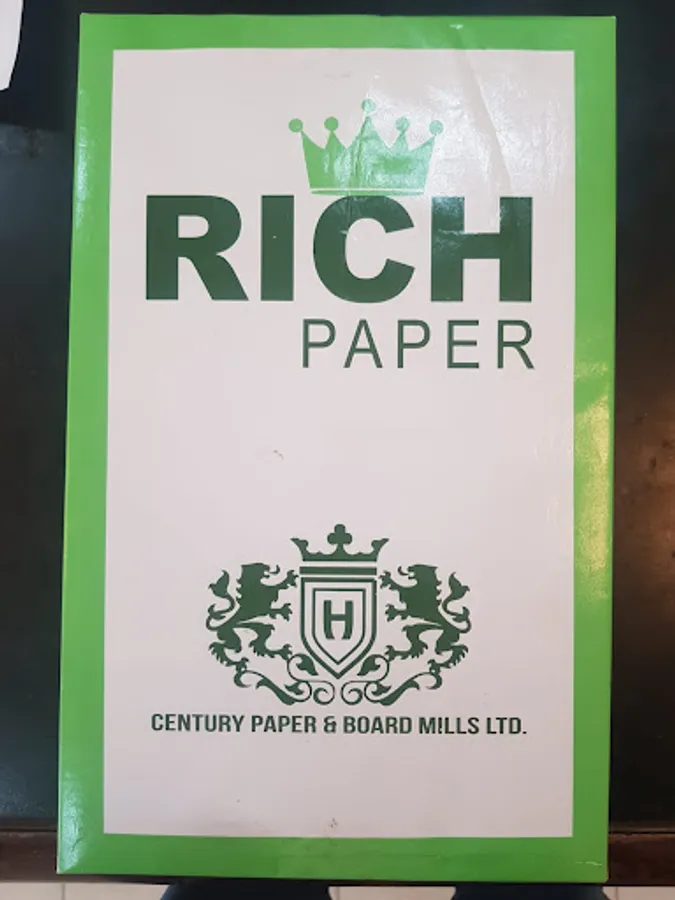 RICH
PAPER
H
CENTURY PAPER & BOARD MILLS LTD.